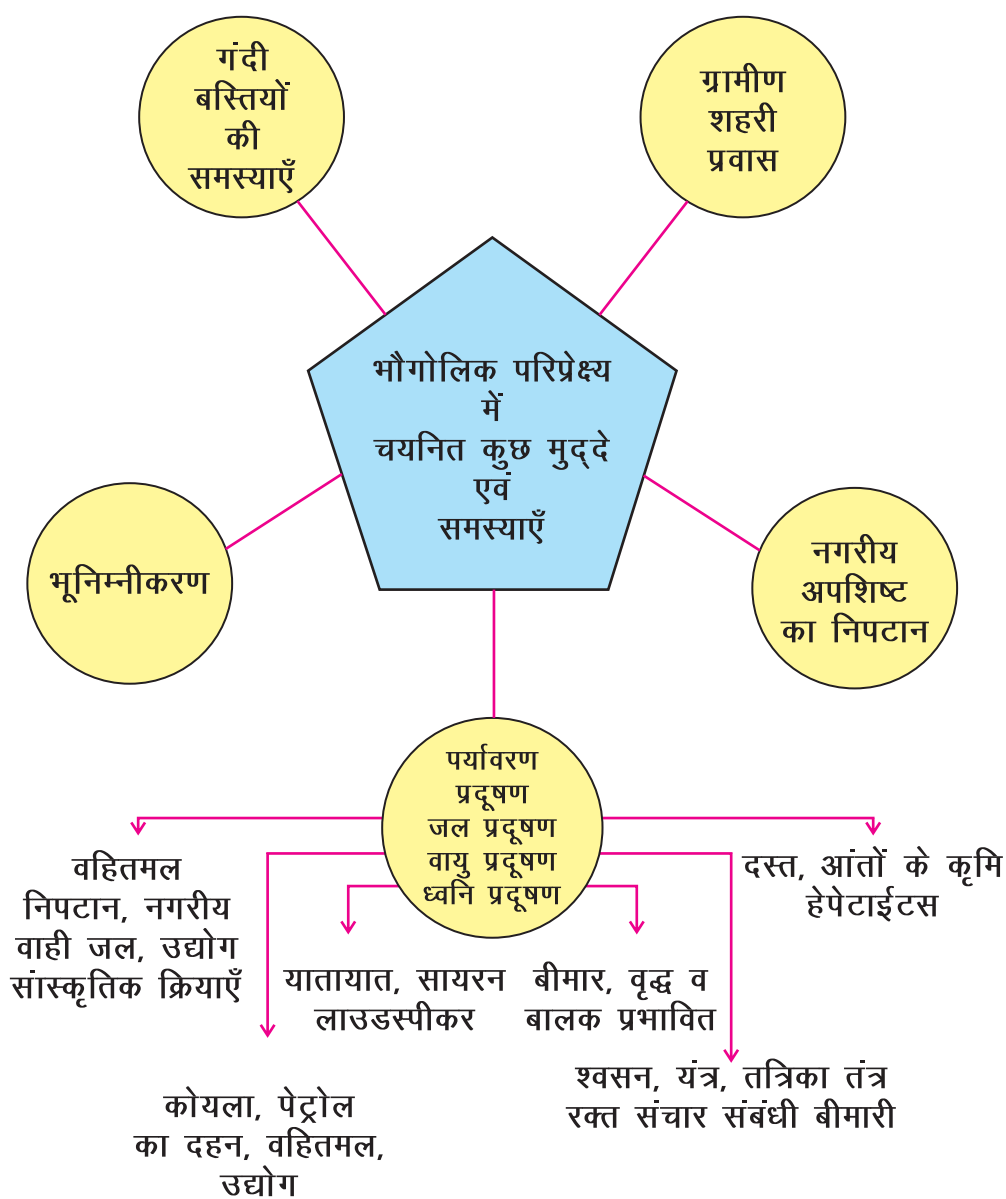 गंदी
बस्तियों
की
समस्याएँ
ग्रामीण
शहरी
प्रवास
भौगोलिक परिप्रेक्ष्य
में
चयनित कुछ मुद्दे
एवं
समस्याएँ
भूनिम्नीकरण
नगरीय
अपशिष्ट
का निपटान
पर्यावरण
प्रदूषण
जल प्रदूषण
वायु प्रदूषण
ध्वनि प्रदूषण
वहितमल
निपटान, नगरीय
वाही जल, उद्योग
सांस्कृतिक क्रियाएँ
दस्त, आंतों के कृमि
हेपेटाईटस
यातायात, सायरन
लाउडस्पीकर
बीमार, वृद्ध व
बालक प्रभावित
कोयला, पेट्रोल
का दहन, वहितमल,
उद्योग
श्वसन, यंत्र, तत्रिका तंत्र
रक्त संचार संबंधी बीमारी